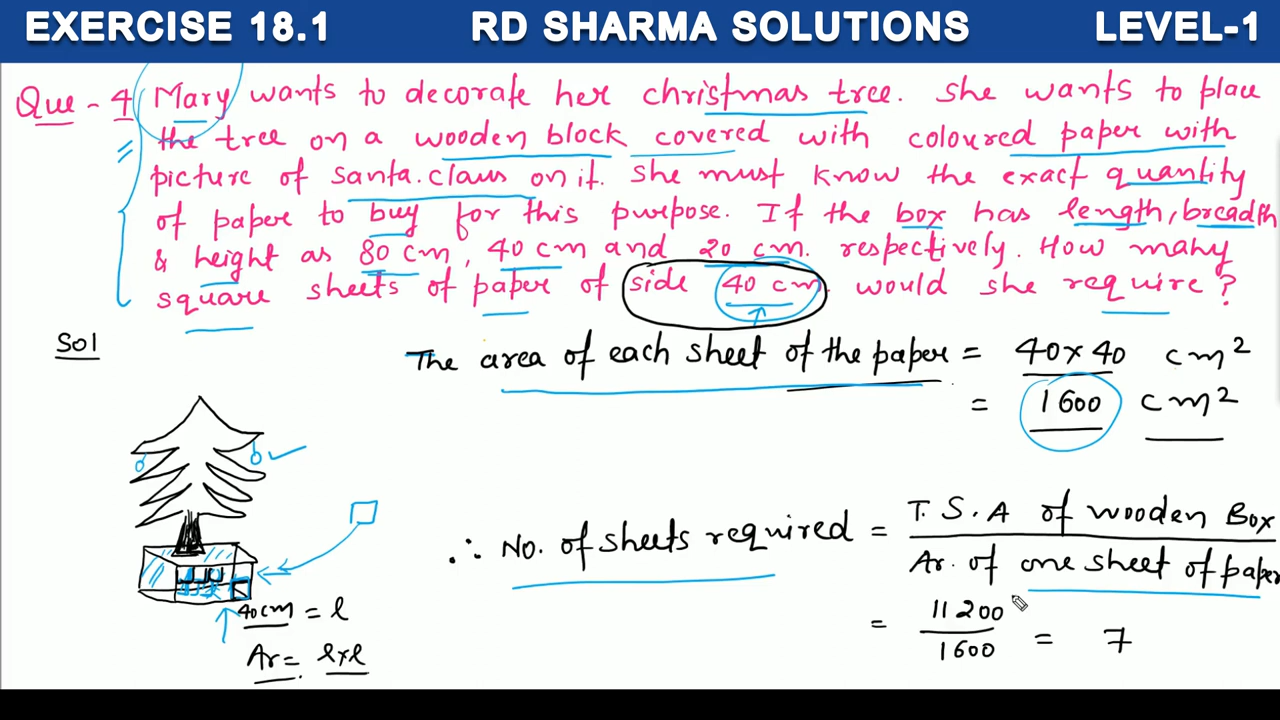 EXERCISE 18.1 RD SHARMA SOLUTIONS LEVEL-1
Que - 4 Mary wants to decorate her christmas tree. She wants to place
the tree on a wooden block covered with coloured paper with
picture of santa.claus on it. She must know the exact quantity
of paper to buy for this purpose. If the box has length, breadth
& height as 80 cm, 40 cm and 20 cm. respectively. How many
square sheets of paper of side 40 cm. would she require?
Sol
The area of each sheet of the paper = 40x40 cm²
= 1600 cm²
∴ No. of sheets required = T.S.A of wooden Box
Ar. of one sheet of paper
= 11200
1600 = 7
40cm = l
Ar = lxl